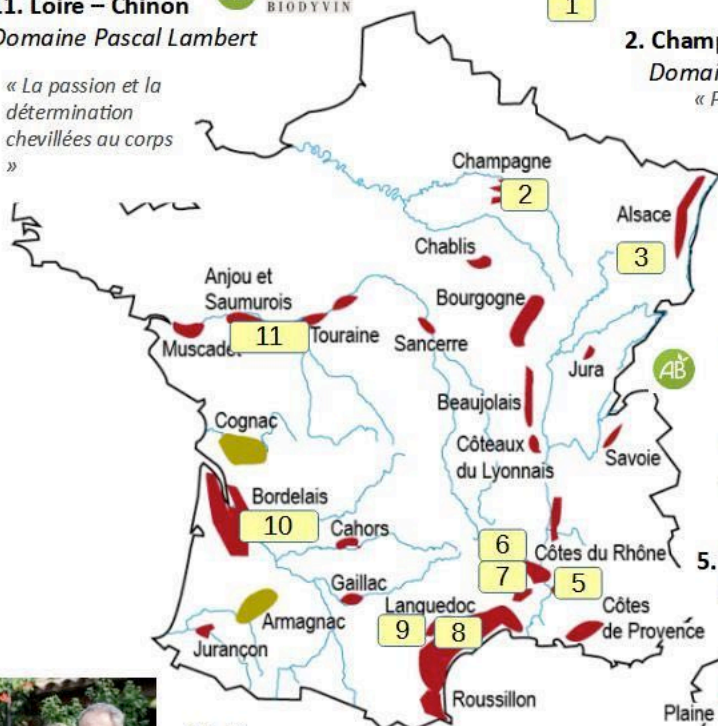 11. Loire – Chinon
BIODYVIN
Domaine Pascal Lambert
« La passion et la
détermination
chevillées au corps
»
1
2. Champ
Domai
« P
Champagne
2
Alsace
3
Chablis
Anjou et
Saumurois
Bourgogne
11
Touraine
Muscadet
Sancerre
Jura
AB
Beaujolais
Cognac
Côteaux
du Lyonnais
Savoie
Bordelais
10
Cahors
6
Côtes du Rhône
7
5
5.
Gaillac
Armagnac
Languedoc
9
8
Côtes
de Provence
Jurançon
Roussillon
Plaine